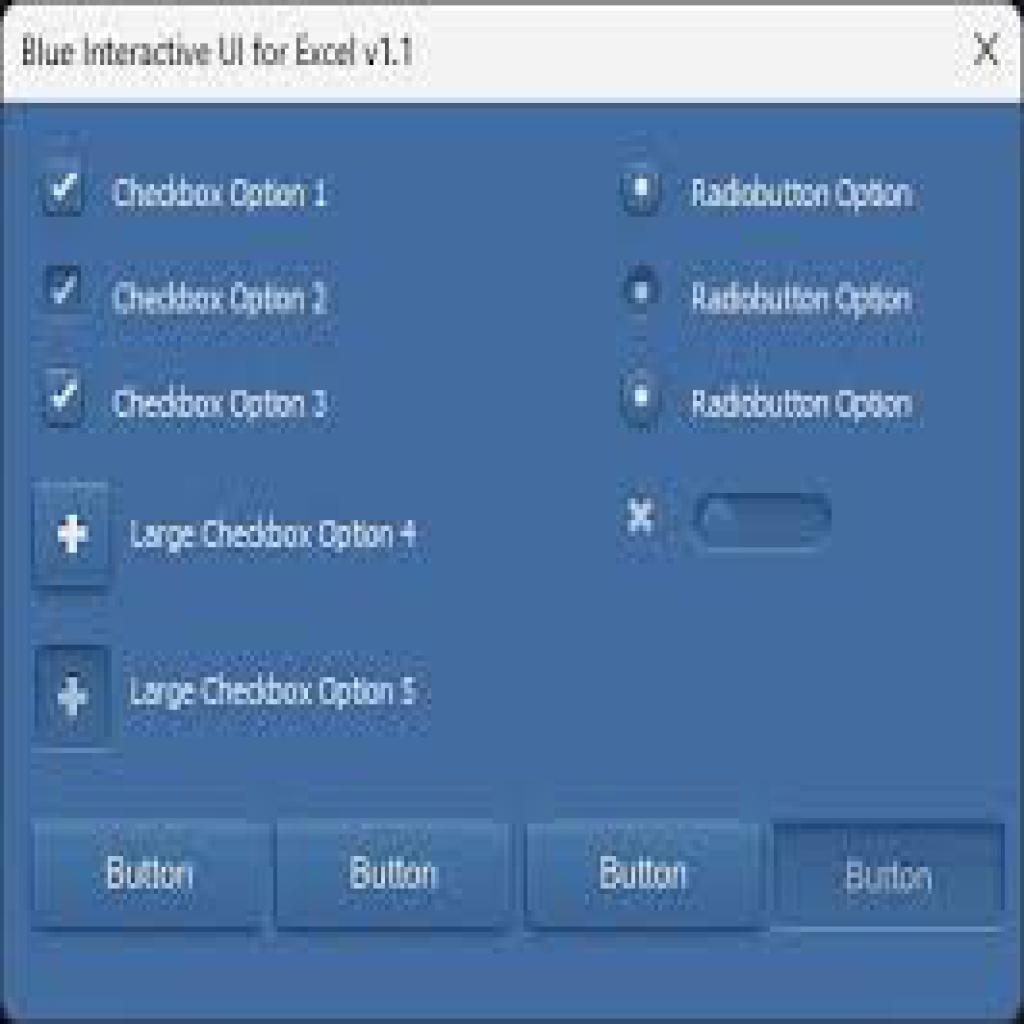 Blue Interactive UI for Excel v1.1 X
Checkbox Option 1 Radiobutton Option
Checkbox Option 2 Radiobutton Option
Checkbox Option 3 Radiobutton Option
Large Checkbox Option 4
Large Checkbox Option 5
Button Button Button Button